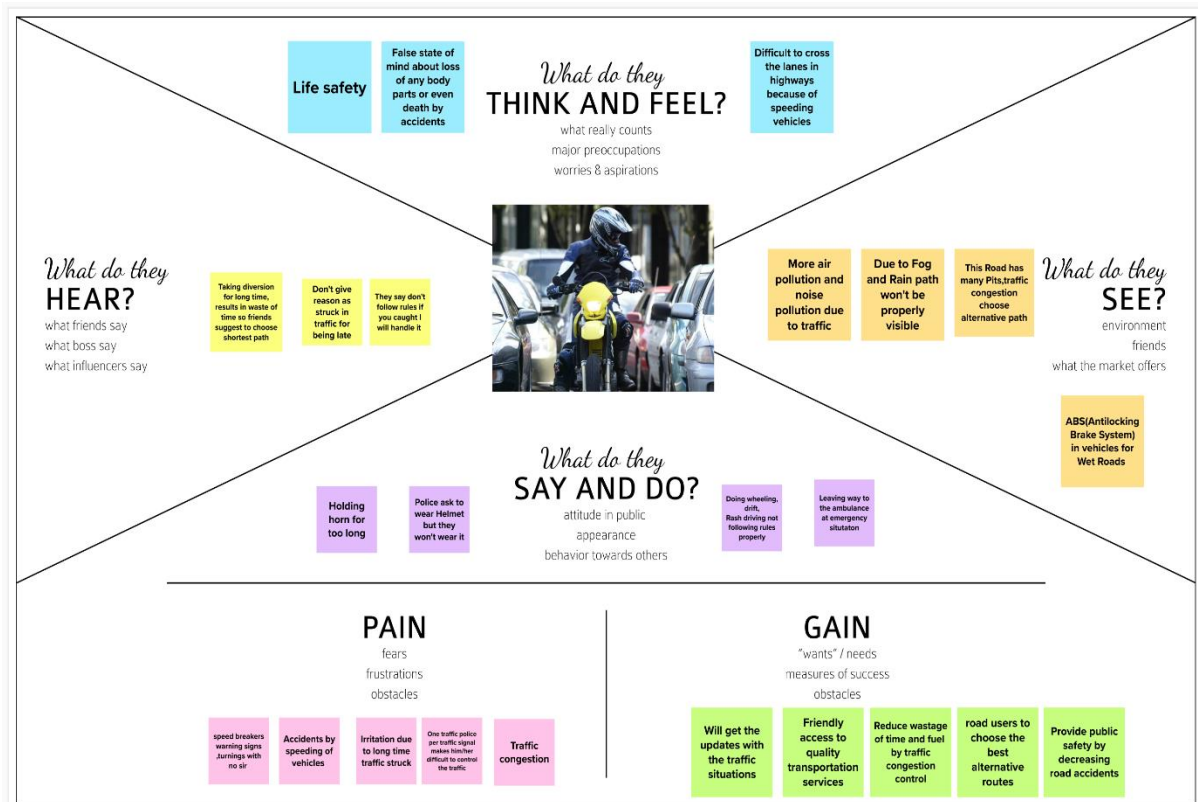 Life safety
False state of
mind about loss
of any body
parts or even
death by
accidents
What do they
THINK AND FEEL?
what really counts
major preoccupations
worries & aspirations
Difficult to cross
the lanes in
highways
because of
speeding
vehicles
What do they
HEAR?
what friends say
what boss say
what influencers say
Taking diversion
for long time,
results in waste of
time so friends
suggest to choose
shortest path
Don't give
reason as
struck in
traffic for
being late
They say don't
follow rules if
you caught I
will handle it
More air
pollution and
noise
pollution due
to traffic
Due to Fog
and Rain path
won't be
properly
visible
This Road has
many Pits,traffic
congestion
choose
alternative path
What do they
SEE?
environment
friends
what the market offers
ABS(Antilocking
Brake System)
in vehicles for
Wet Roads
What do they
SAY AND DO?
attitude in public
appearance
behavior towards others
Holding
horn for
too long
Police ask to
wear Helmet
but they
won't wear it
Doing wheeling,
drift,
Rash driving not
following rules
properly
Leaving way to
the ambulance
at emergency
situtaton
PAIN
fears
frustrations
obstacles
speed breakers
warning signs
,turnings with
no sir
Accidents by
speeding of
vehicles
Irritation due
to long time
traffic struck
One traffic police
per traffic signal
makes him/her
difficult to control
the traffic
Traffic
congestion
GAIN
"wants" / needs
measures of success
obstacles
Will get the
updates with
the traffic
situations
Friendly
access to
quality
transportation
services
Reduce wastage
of time and fuel
by traffic
congestion
control
road users to
choose the
best
alternative
routes
Provide public
safety by
decreasing
road accidents